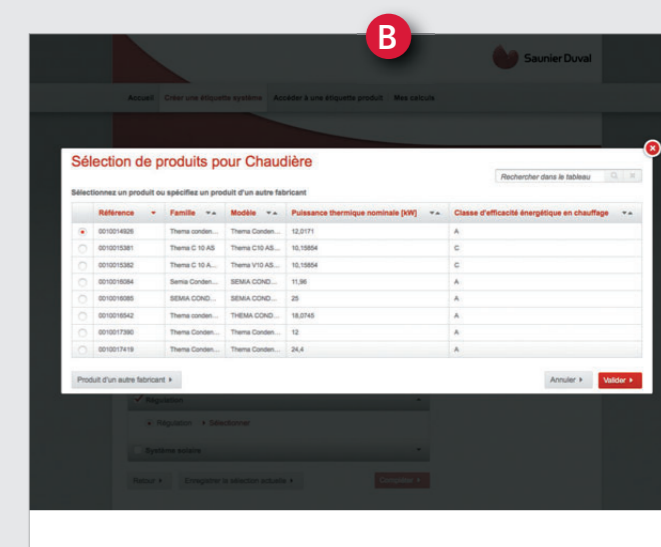 B
Saunier Duval
Accueil Créer une étiquette système Accéder à une étiquette produit Mes calculs
Sélection de produits pour Chaudière
Rechercher dans le tableau
Sélectionnez un produit ou spécifiez un produit d'un autre fabricant
Référence Famille Modèle Puissance thermique nominale [kW] Classe d'efficacité énergétique en chauffage
0010014926 Thema conden... Thema Conden... 12,0171 A
0010015381 Thema C 10 AS Thema C10 AS... 10,15854 C
0010015382 Thema C 10 A... Thema V10 AS... 10,15854 C
0010016084 Semia Conden... SEMIA COND... 11,96 A
0010016085 SEMIA COND... SEMIA COND... 25 A
0010016542 Thema conden... THEMA COND... 18,0745 A
0010017390 Thema Conden... Thema Conden... 12 A
0010017419 Thema Conden... Thema Conden... 24,4 A
Produit d'un autre fabricant Annuler Valider
Régulation
Régulation Sélectionner
Système solaire
Retour Enregistrer la sélection actuelle Compléter